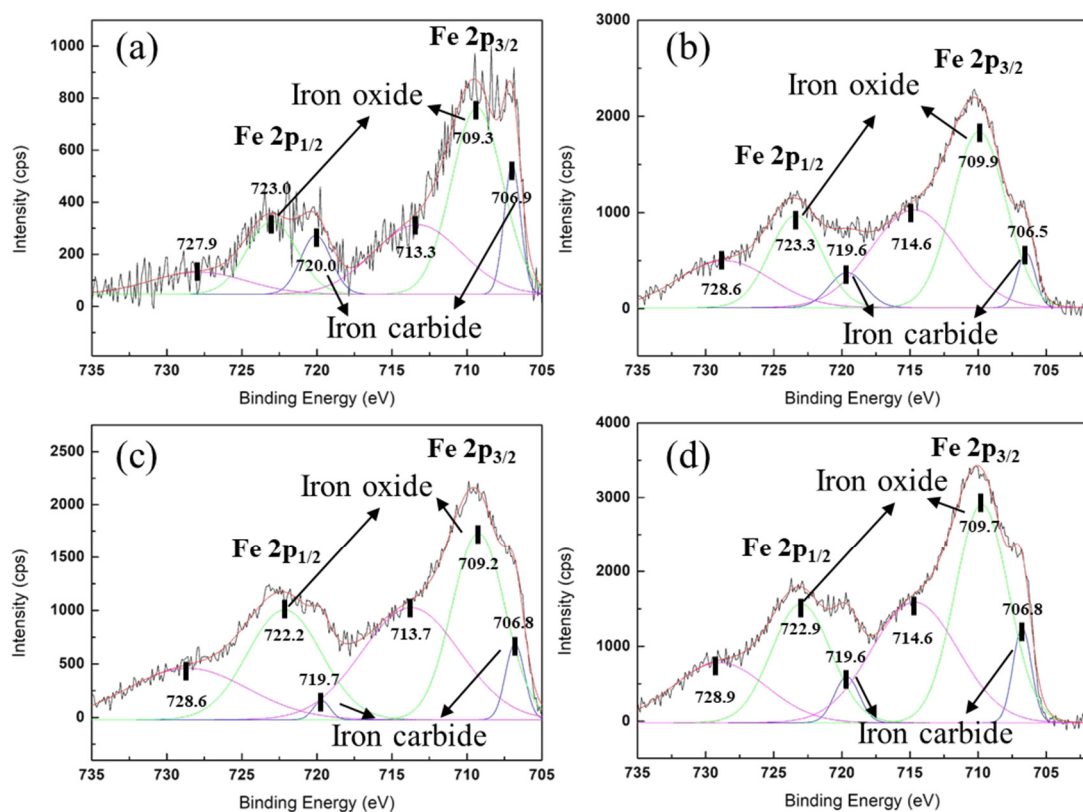 (a)
Fe 2p3/2
Iron oxide
Fe 2p1/2
709.3
723.0
706.9
727.9
713.3
720.0
Iron carbide
1000
800
600
400
200
0
Intensity (cps)
735 730 725 720 715 710 705
Binding Energy (eV)
(b)
Fe 2p3/2
Iron oxide
Fe 2p1/2
709.9
723.3
719.6
714.6
706.5
728.6
Iron carbide
3000
2000
1000
0
Intensity (cps)
735 730 725 720 715 710 705
Binding Energy (eV)
(c)
Fe 2p3/2
Iron oxide
Fe 2p1/2
709.2
722.2
713.7
706.8
728.6
719.7
Iron carbide
2500
2000
1500
1000
500
0
Intensity (cps)
735 730 725 720 715 710 705
Binding Energy (eV)
(d)
Fe 2p3/2
Iron oxide
Fe 2p1/2
709.7
722.9
714.6
706.8
719.6
728.9
Iron carbide
4000
3000
2000
1000
0
Intensity (cps)
735 730 725 720 715 710 705
Binding Energy (eV)